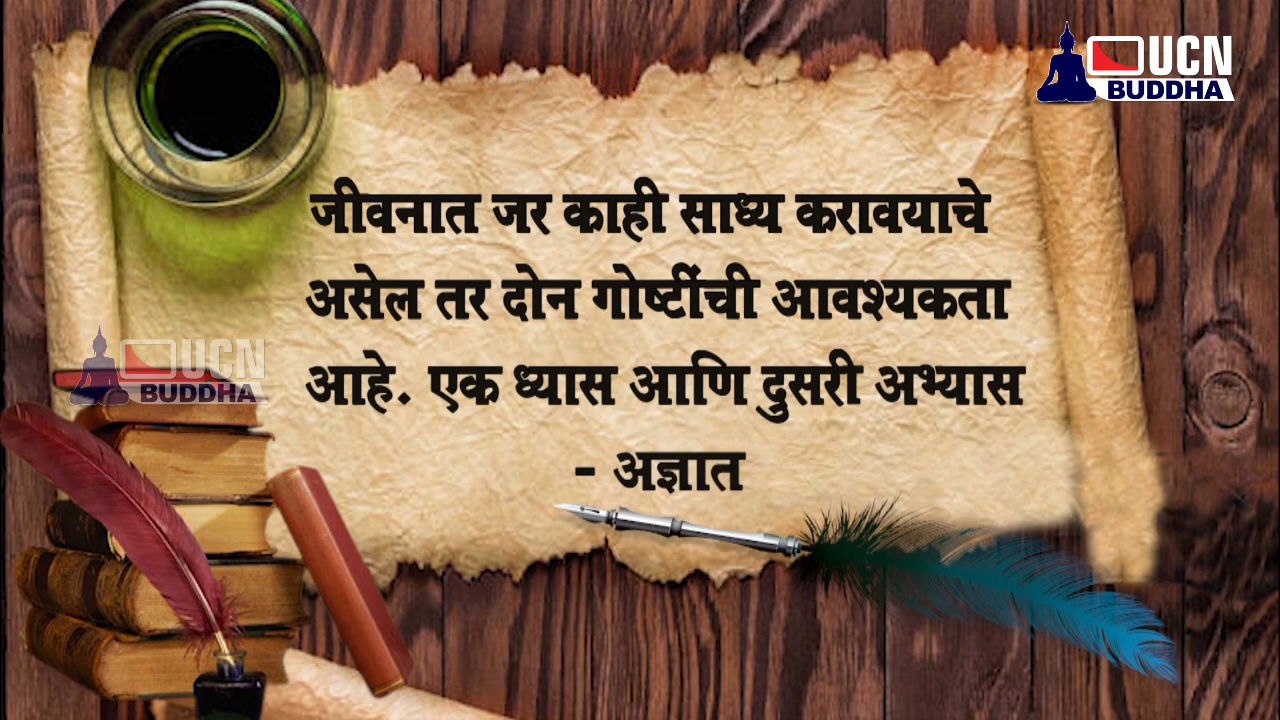 UCN
BUDDHA
जीवनात जर काही साध्य करावयाचे
असेल तर दोन गोष्टींची आवश्यकता
आहे. एक ध्यास आणि दुसरी अभ्यास
- अज्ञात
UCN
BUDDHA